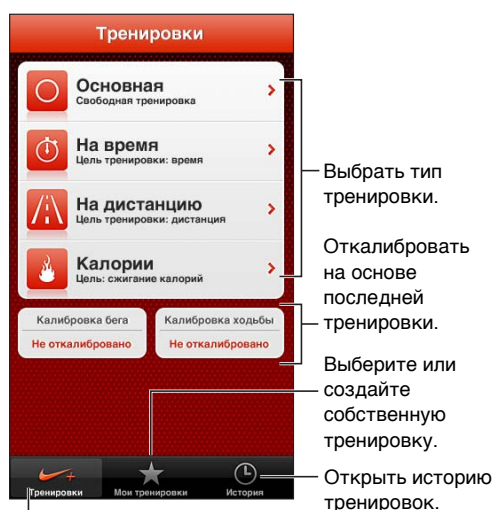 Тренировки
Основная
Свободная тренировка
На время
Цель тренировки: время
На дистанцию
Цель тренировки: дистанция
Калории
Цель: сжигание калорий
Калибровка бега
Не откалибровано
Калибровка ходьбы
Не откалибровано
Тренировки
Мои тренировки
История
Выбрать тип
тренировки.
Откалибровать
на основе
последней
тренировки.
Выберите или
создайте
собственную
тренировку.
Открыть историю
тренировок.